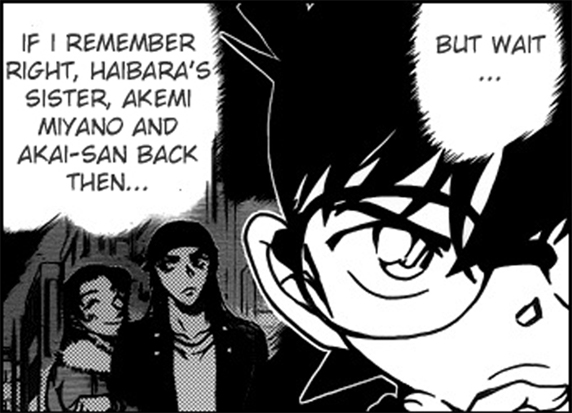 BUT WAIT
...
IF I REMEMBER
RIGHT, HAIBARA'S
SISTER, AKEMI
MIYANO AND
AKAI-SAN BACK
THEN...